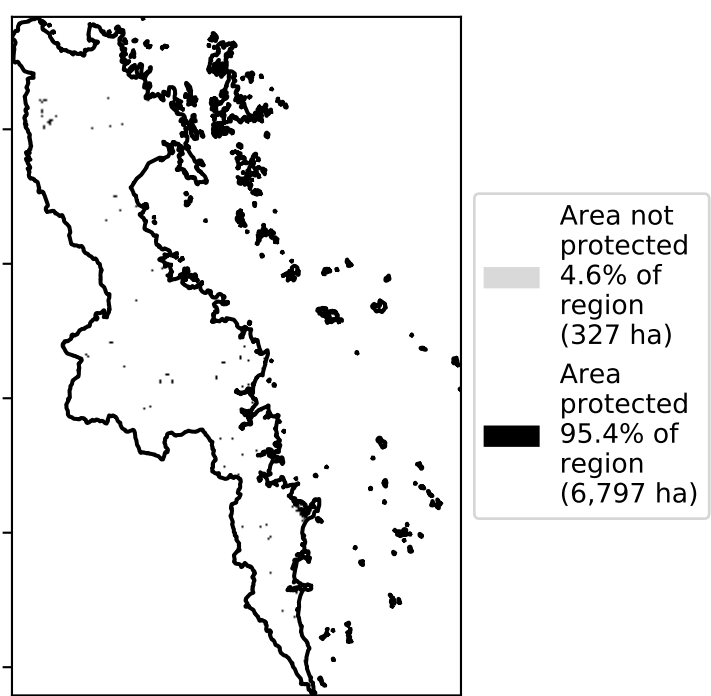 Area not
protected
4.6% of
region
(327 ha)
Area
protected
95.4% of
region
(6,797 ha)